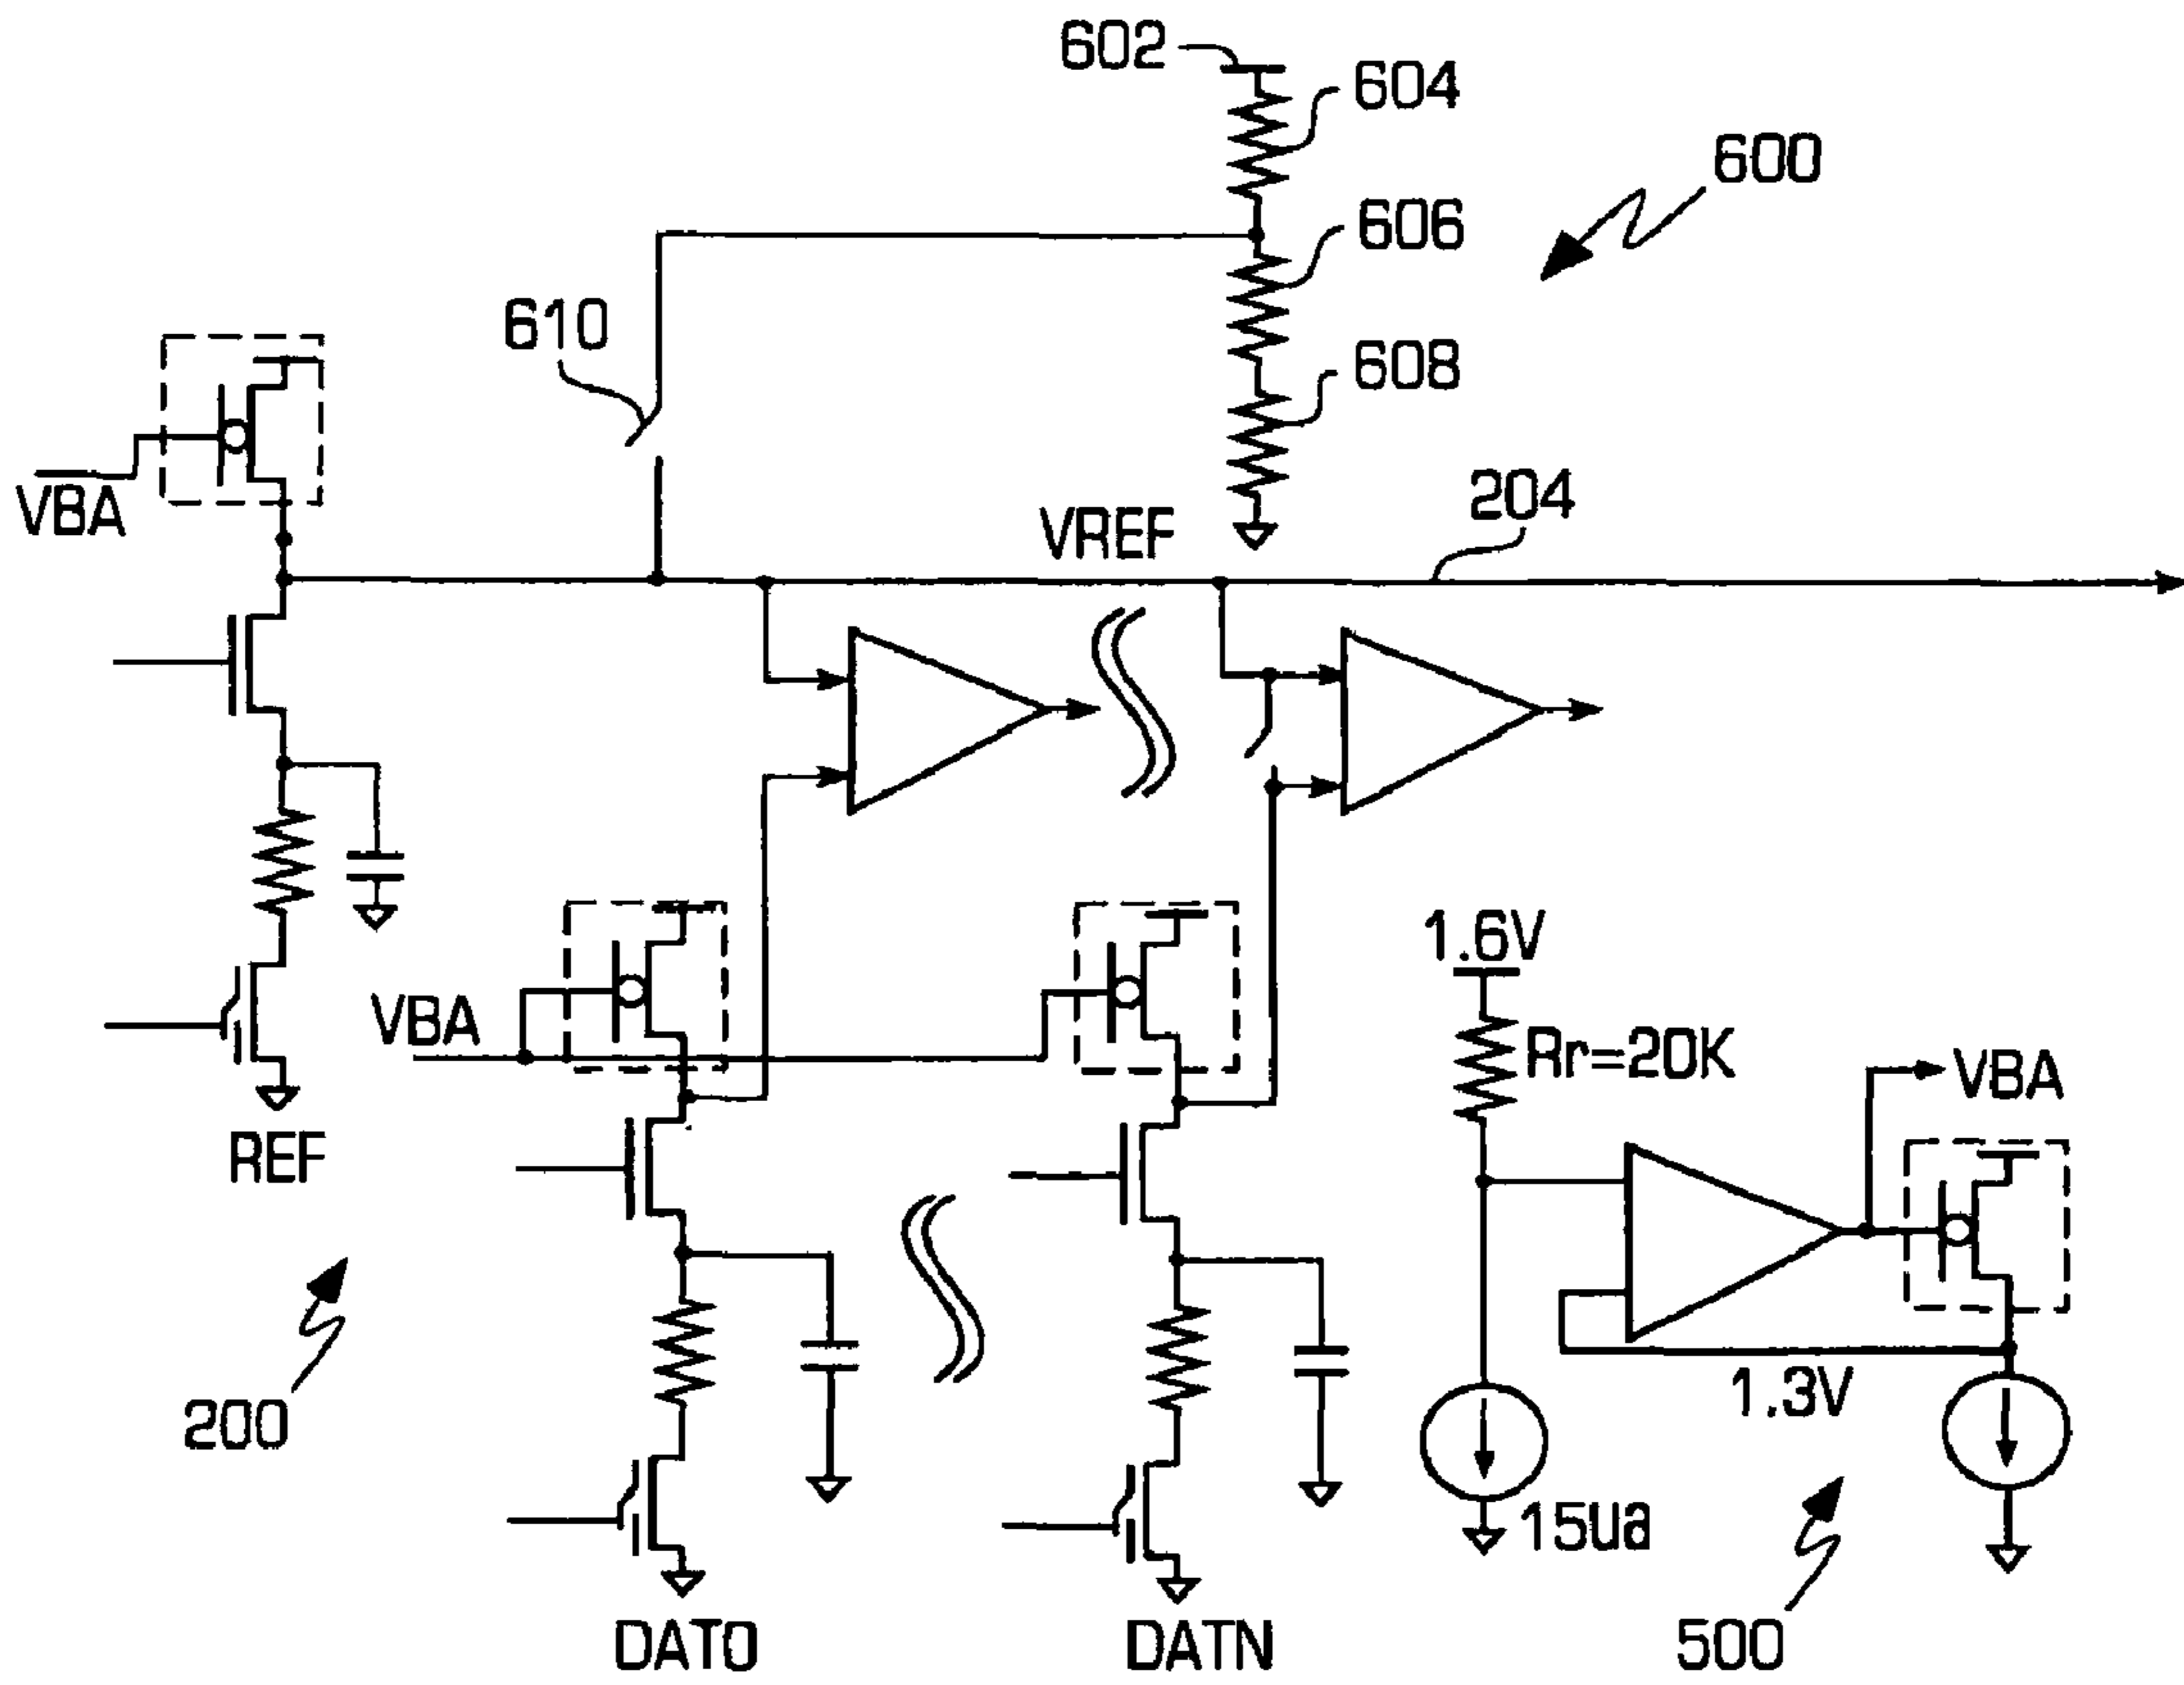 602
604
600
606
610
608
VBA
VREF
204
1.6V
VBA
Rr=20K
VBA
REF
1.3V
200
15ua
DAT0
DATN
500